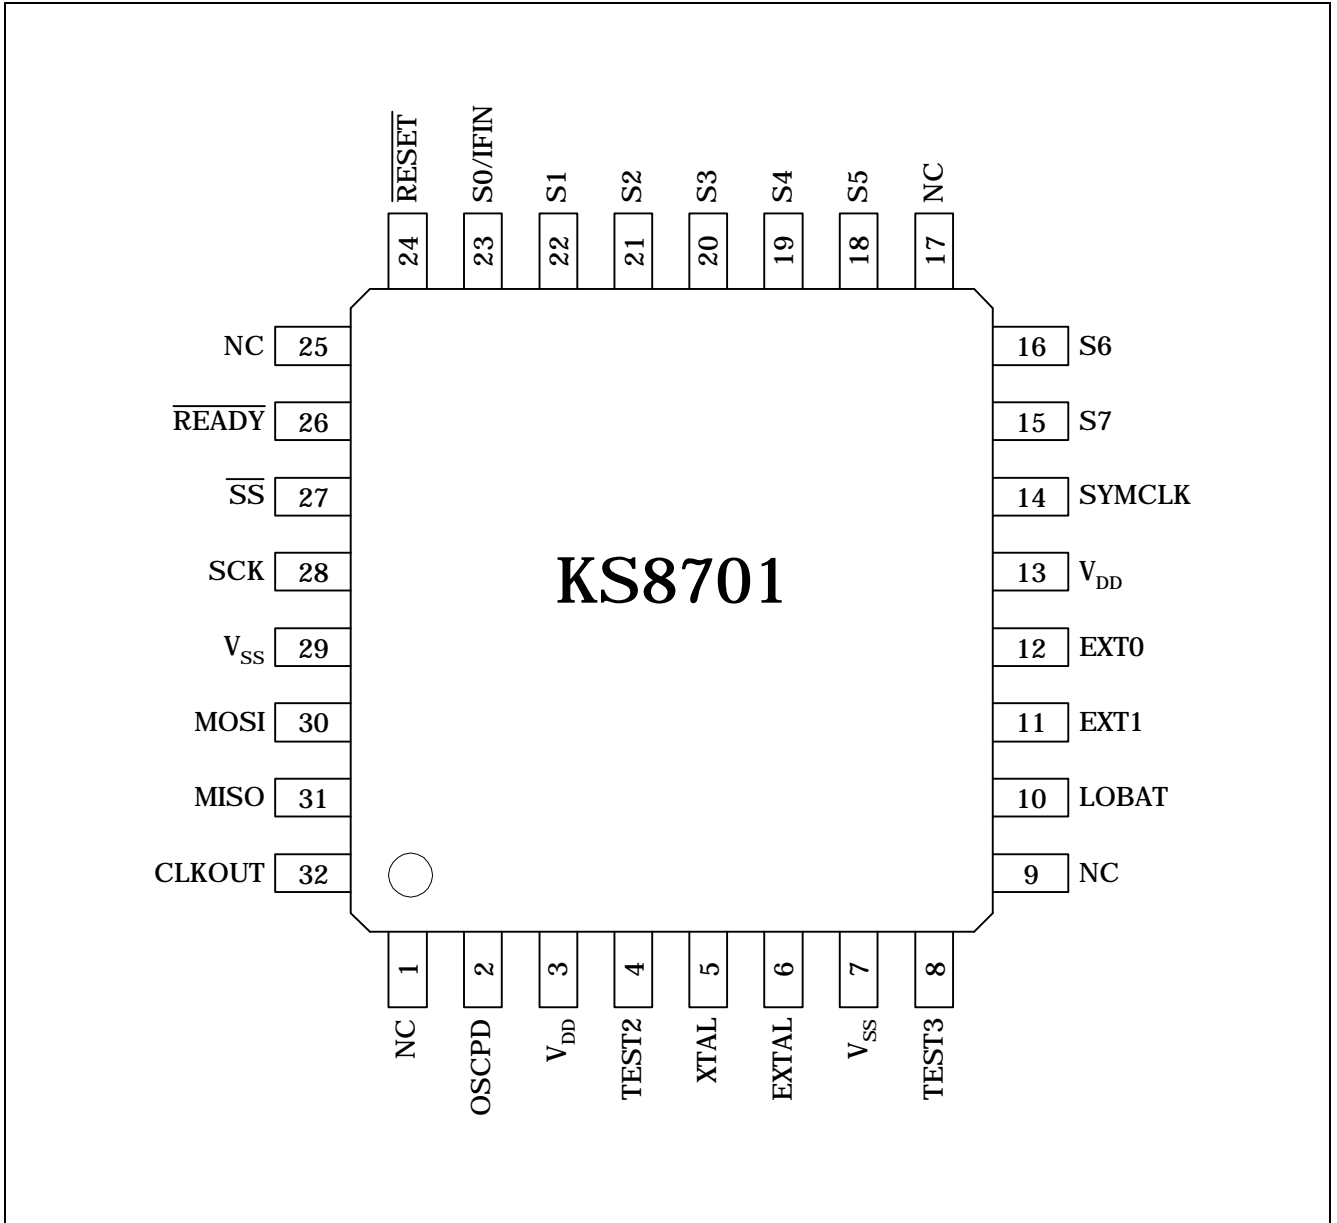 RESET
S0/IFIN
S1
S2
S3
S4
S5
NC
24
23
22
21
20
19
18
17
NC 25
READY 26
SS 27
SCK 28
VSS 29
MOSI 30
MISO 31
CLKOUT 32
KS8701
16 S6
15 S7
14 SYMCLK
13 VDD
12 EXT0
11 EXT1
10 LOBAT
9 NC
1
2
3
4
5
6
7
8
NC
OSCPD
VDD
TEST2
XTAL
EXTAL
VSS
TEST3